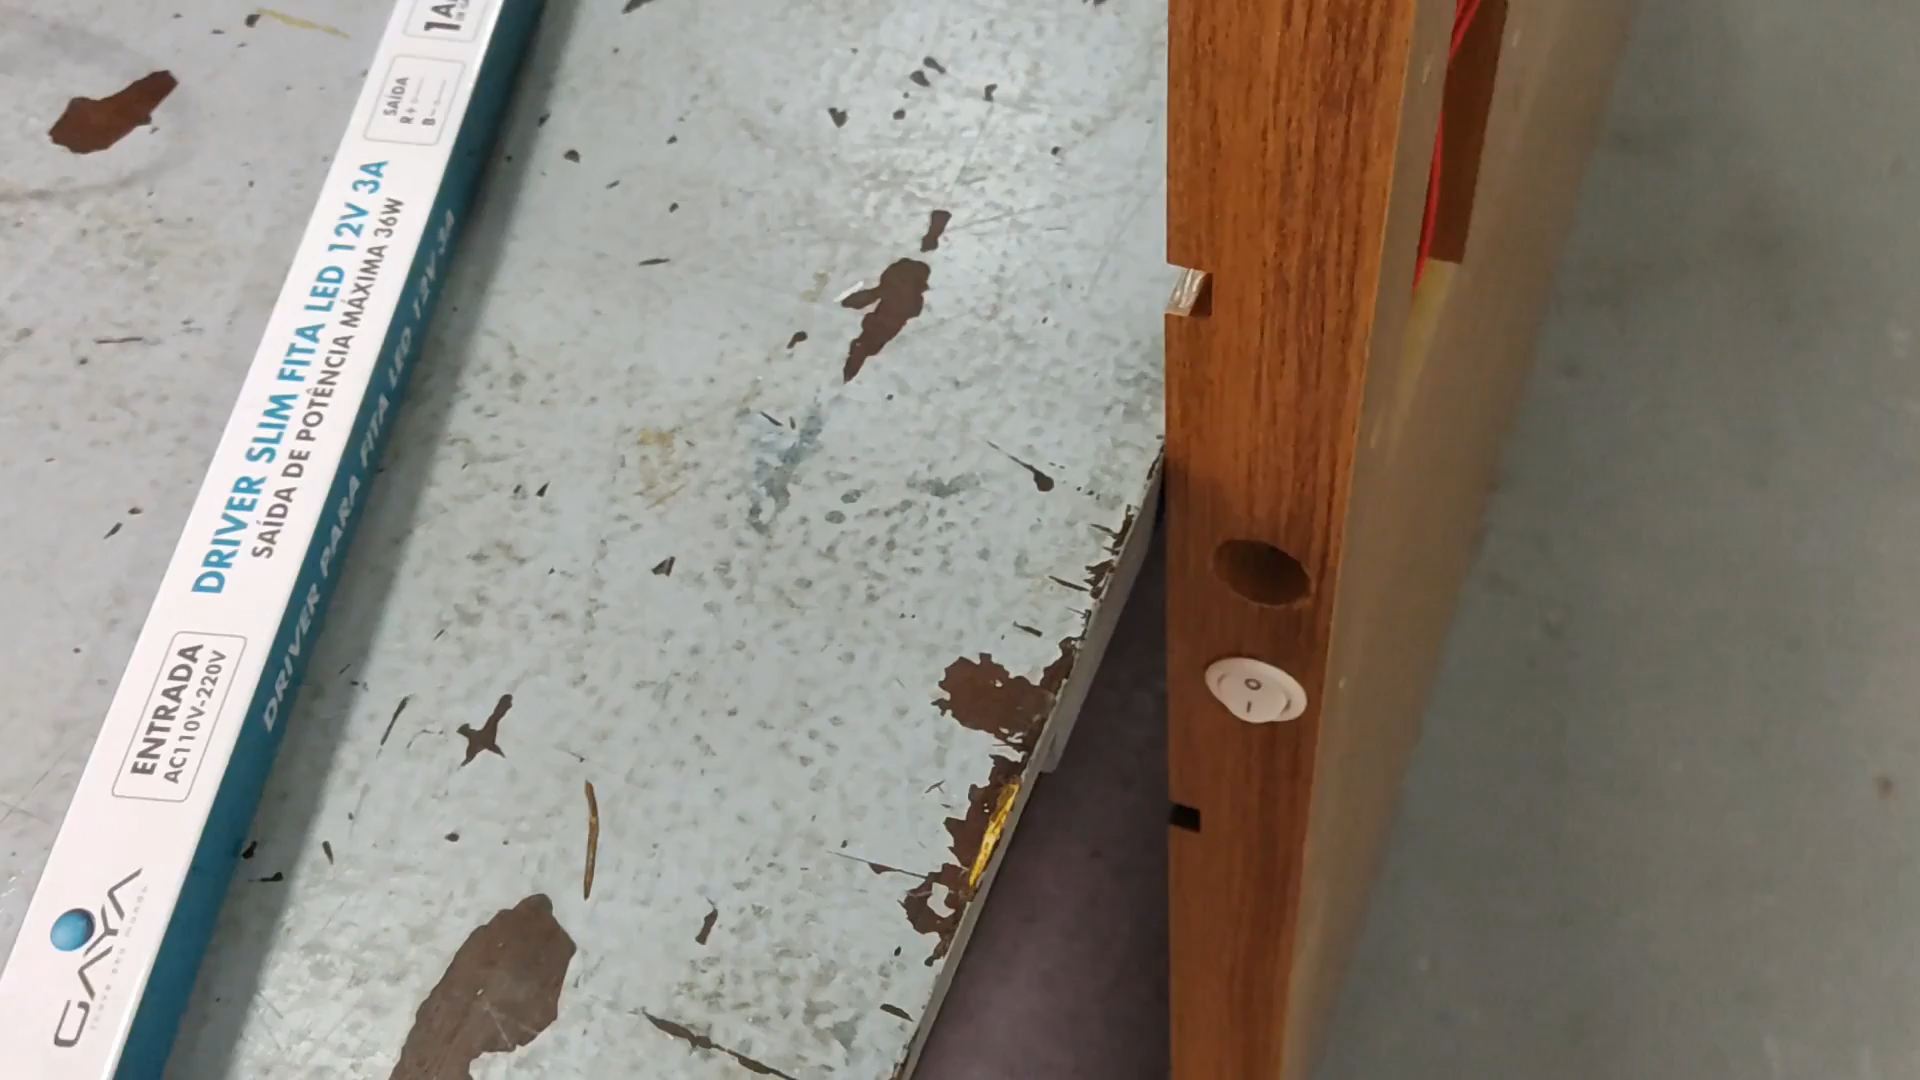 SAÍDA
R+
B-
DRIVER SLIM FITA LED 12V 3A
SAÍDA DE POTÊNCIA MÁXIMA 36W
DRIVER PARA FITA LED 12V 3A
ENTRADA
AC110V-220V
GAYA